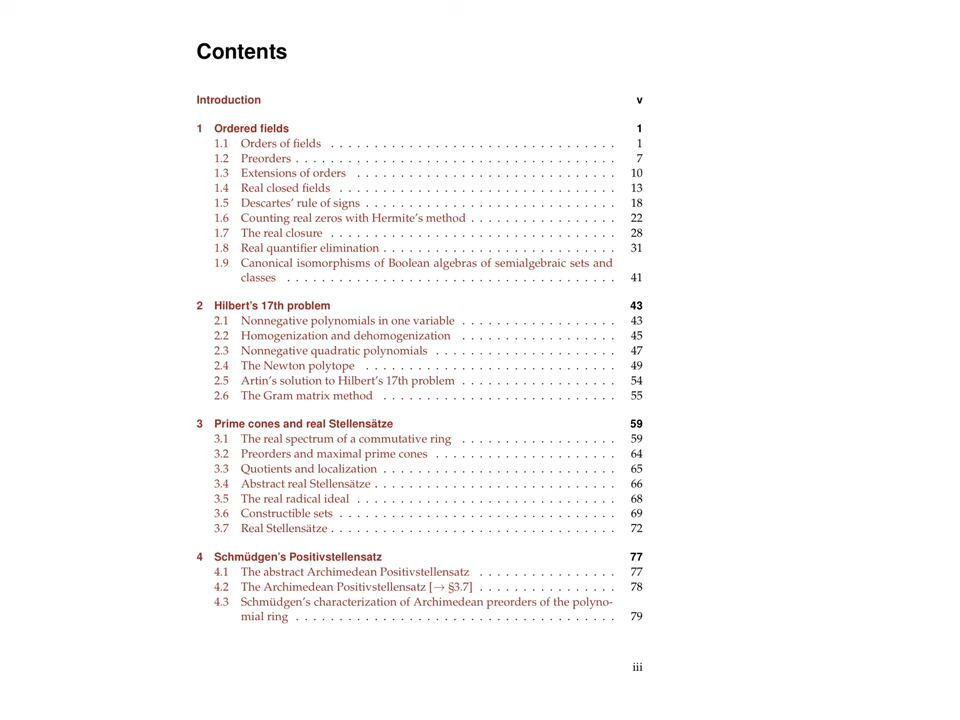 Contents
Introduction v
1 Ordered fields 1
1.1 Orders of fields . . . . . . . . . . . . . . . . . . . . . . . . . . . . . . . . . 1
1.2 Preorders . . . . . . . . . . . . . . . . . . . . . . . . . . . . . . . . . . . . . 7
1.3 Extensions of orders . . . . . . . . . . . . . . . . . . . . . . . . . . . . . . 10
1.4 Real closed fields . . . . . . . . . . . . . . . . . . . . . . . . . . . . . . . . 13
1.5 Descartes’ rule of signs . . . . . . . . . . . . . . . . . . . . . . . . . . . . . 18
1.6 Counting real zeros with Hermite’s method . . . . . . . . . . . . . . . . . 22
1.7 The real closure . . . . . . . . . . . . . . . . . . . . . . . . . . . . . . . . . 28
1.8 Real quantifier elimination . . . . . . . . . . . . . . . . . . . . . . . . . . . 31
1.9 Canonical isomorphisms of Boolean algebras of semialgebraic sets and
classes . . . . . . . . . . . . . . . . . . . . . . . . . . . . . . . . . . . . . . 41
2 Hilbert’s 17th problem 43
2.1 Nonnegative polynomials in one variable . . . . . . . . . . . . . . . . . . 43
2.2 Homogenization and dehomogenization . . . . . . . . . . . . . . . . . . 45
2.3 Nonnegative quadratic polynomials . . . . . . . . . . . . . . . . . . . . . 47
2.4 The Newton polytope . . . . . . . . . . . . . . . . . . . . . . . . . . . . . 49
2.5 Artin’s solution to Hilbert’s 17th problem . . . . . . . . . . . . . . . . . . 54
2.6 The Gram matrix method . . . . . . . . . . . . . . . . . . . . . . . . . . . 55
3 Prime cones and real Stellensätze 59
3.1 The real spectrum of a commutative ring . . . . . . . . . . . . . . . . . . 59
3.2 Preorders and maximal prime cones . . . . . . . . . . . . . . . . . . . . . 64
3.3 Quotients and localization . . . . . . . . . . . . . . . . . . . . . . . . . . . 65
3.4 Abstract real Stellensätze . . . . . . . . . . . . . . . . . . . . . . . . . . . . 66
3.5 The real radical ideal . . . . . . . . . . . . . . . . . . . . . . . . . . . . . . 68
3.6 Constructible sets . . . . . . . . . . . . . . . . . . . . . . . . . . . . . . . . 69
3.7 Real Stellensätze . . . . . . . . . . . . . . . . . . . . . . . . . . . . . . . . . 72
4 Schmüdgen’s Positivstellensatz 77
4.1 The abstract Archimedean Positivstellensatz . . . . . . . . . . . . . . . . 77
4.2 The Archimedean Positivstellensatz [→ §3.7] . . . . . . . . . . . . . . . . 78
4.3 Schmüdgen’s characterization of Archimedean preorders of the polyno-
mial ring . . . . . . . . . . . . . . . . . . . . . . . . . . . . . . . . . . . . . 79
iii